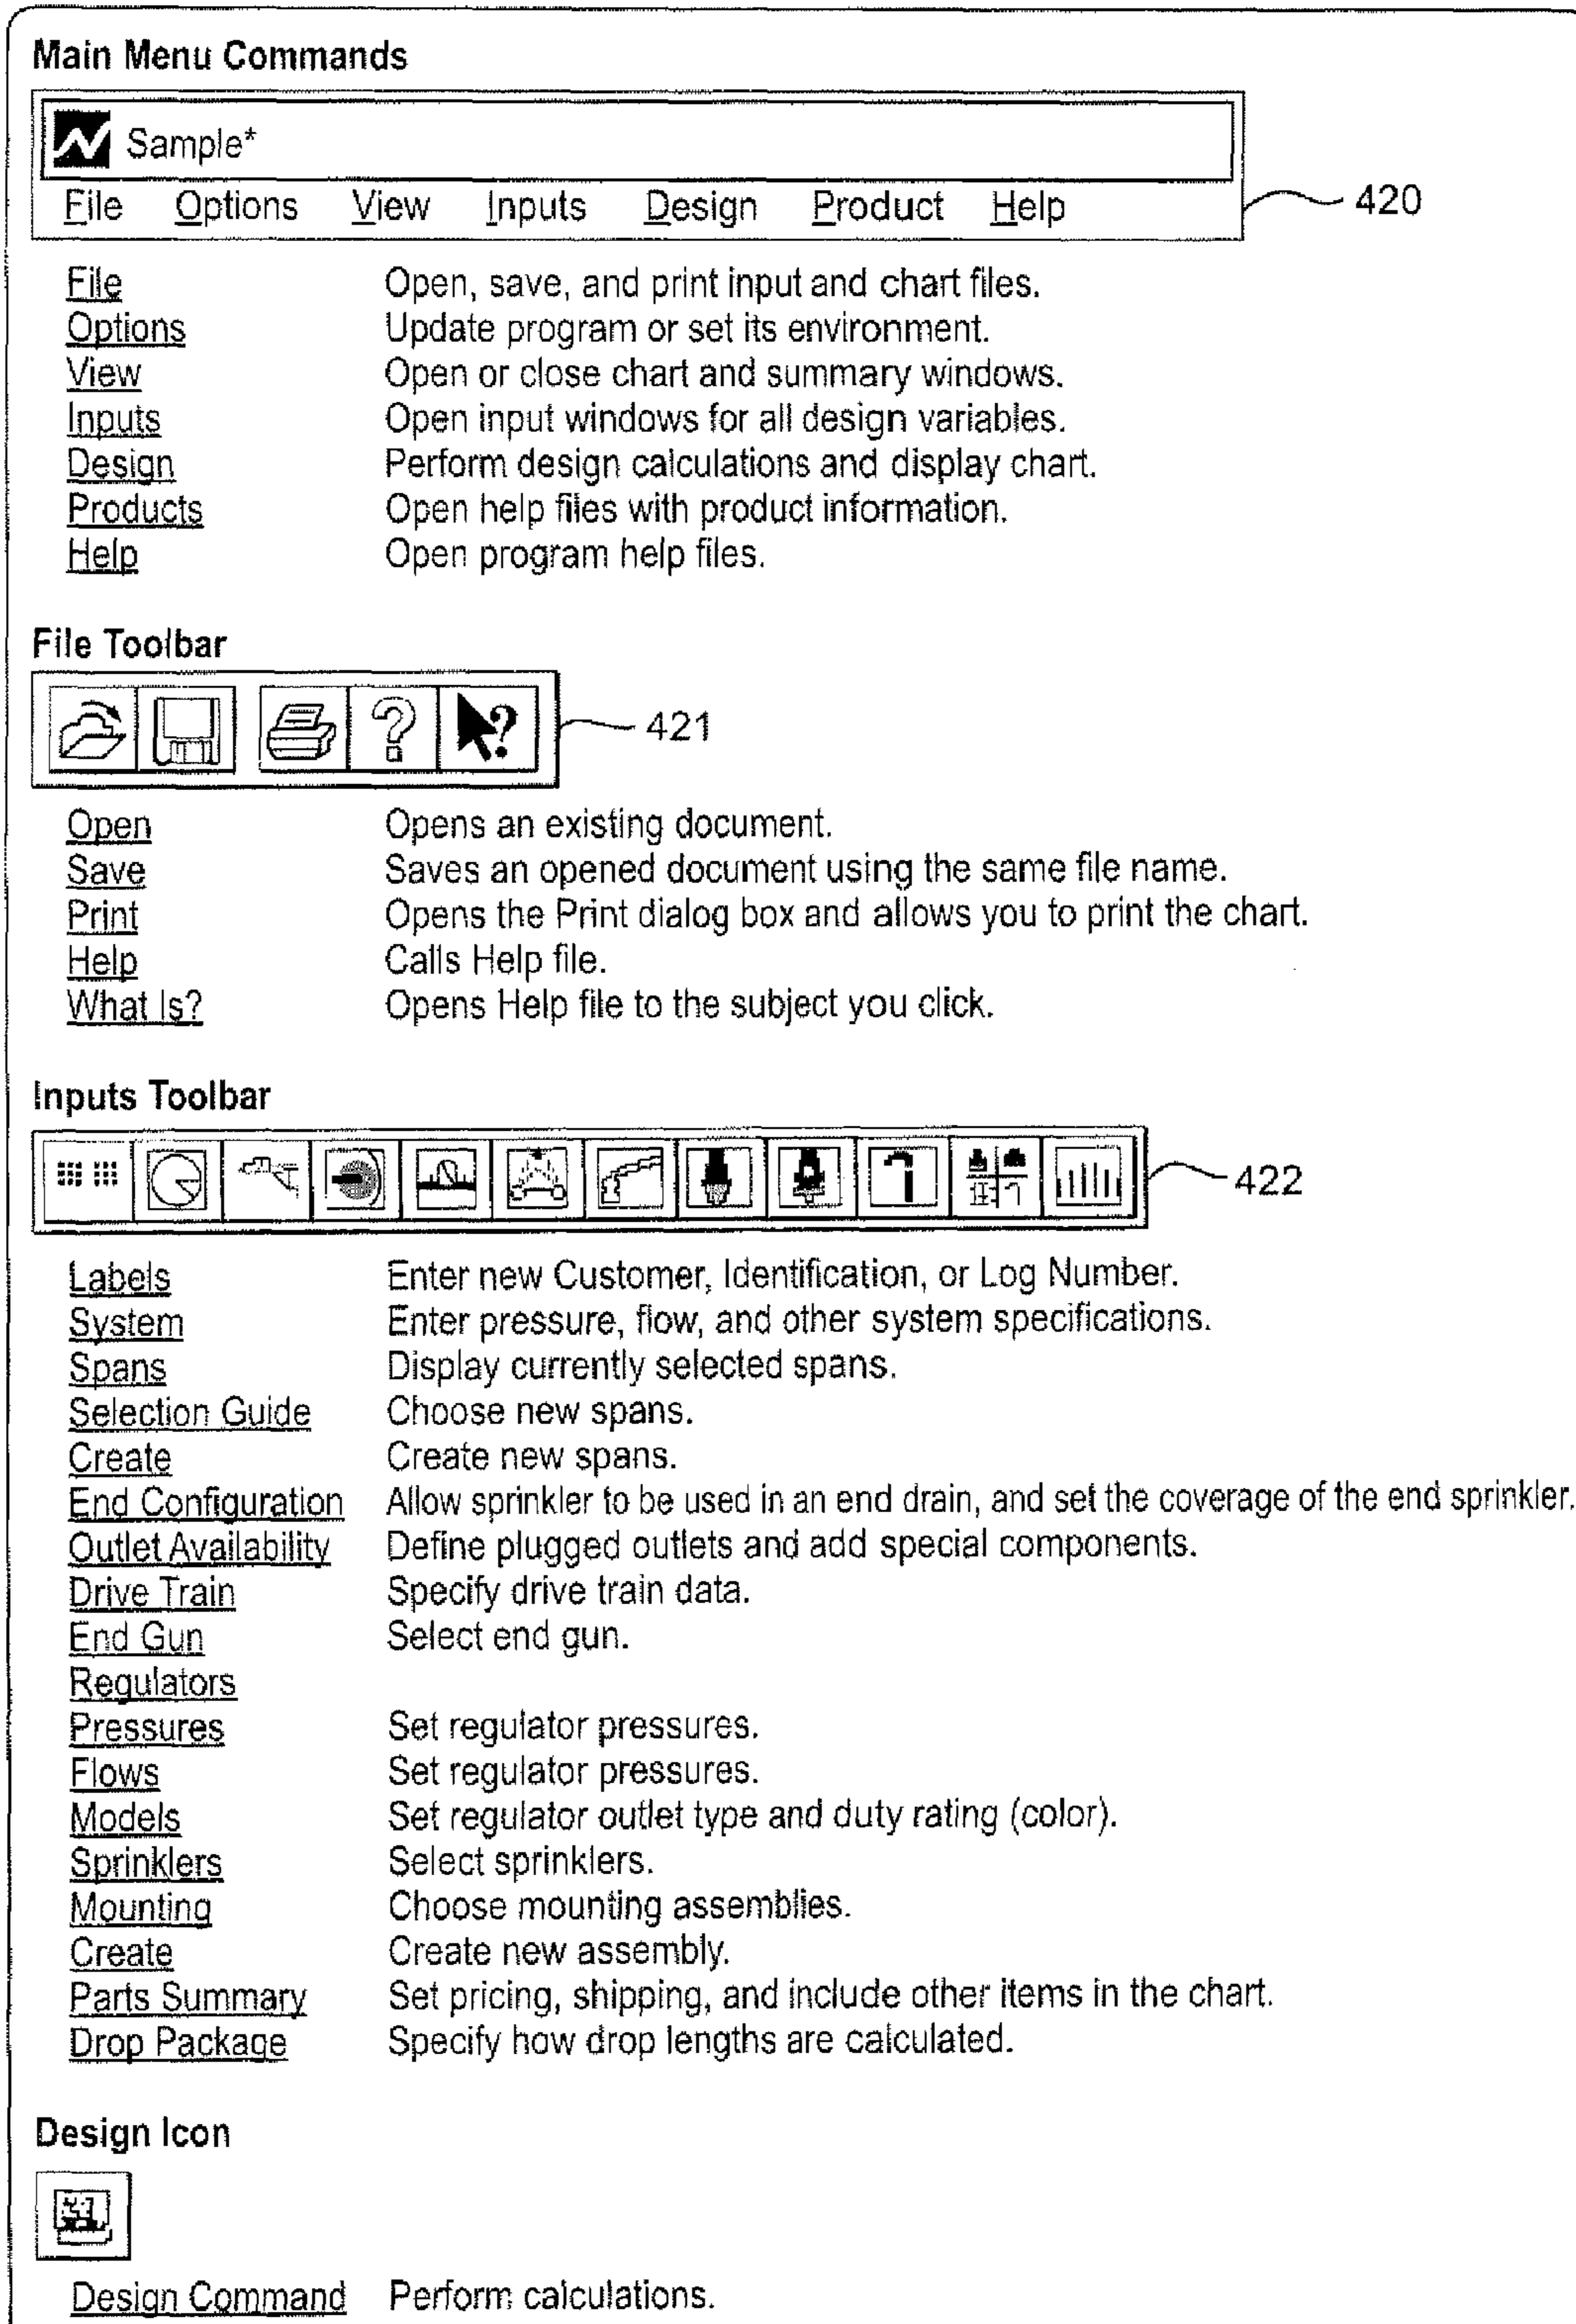 Main Menu Commands
Sample*
File Options View Inputs Design Product Help
420
File Open, save, and print input and chart files.
Options Update program or set its environment.
View Open or close chart and summary windows.
Inputs Open input windows for all design variables.
Design Perform design calculations and display chart.
Products Open help files with product information.
Help Open program help files.
File Toolbar
421
Open Opens an existing document.
Save Saves an opened document using the same file name.
Print Opens the Print dialog box and allows you to print the chart.
Help Calls Help file.
What Is? Opens Help file to the subject you click.
Inputs Toolbar
422
Labels Enter new Customer, Identification, or Log Number.
System Enter pressure, flow, and other system specifications.
Spans Display currently selected spans.
Selection Guide Choose new spans.
Create Create new spans.
End Configuration Allow sprinkler to be used in an end drain, and set the coverage of the end sprinkler.
Outlet Availability Define plugged outlets and add special components.
Drive Train Specify drive train data.
End Gun Select end gun.
Regulators
Pressures Set regulator pressures.
Flows Set regulator pressures.
Models Set regulator outlet type and duty rating (color).
Sprinklers Select sprinklers.
Mounting Choose mounting assemblies.
Create Create new assembly.
Parts Summary Set pricing, shipping, and include other items in the chart.
Drop Package Specify how drop lengths are calculated.
Design Icon
Design Command Perform calculations.